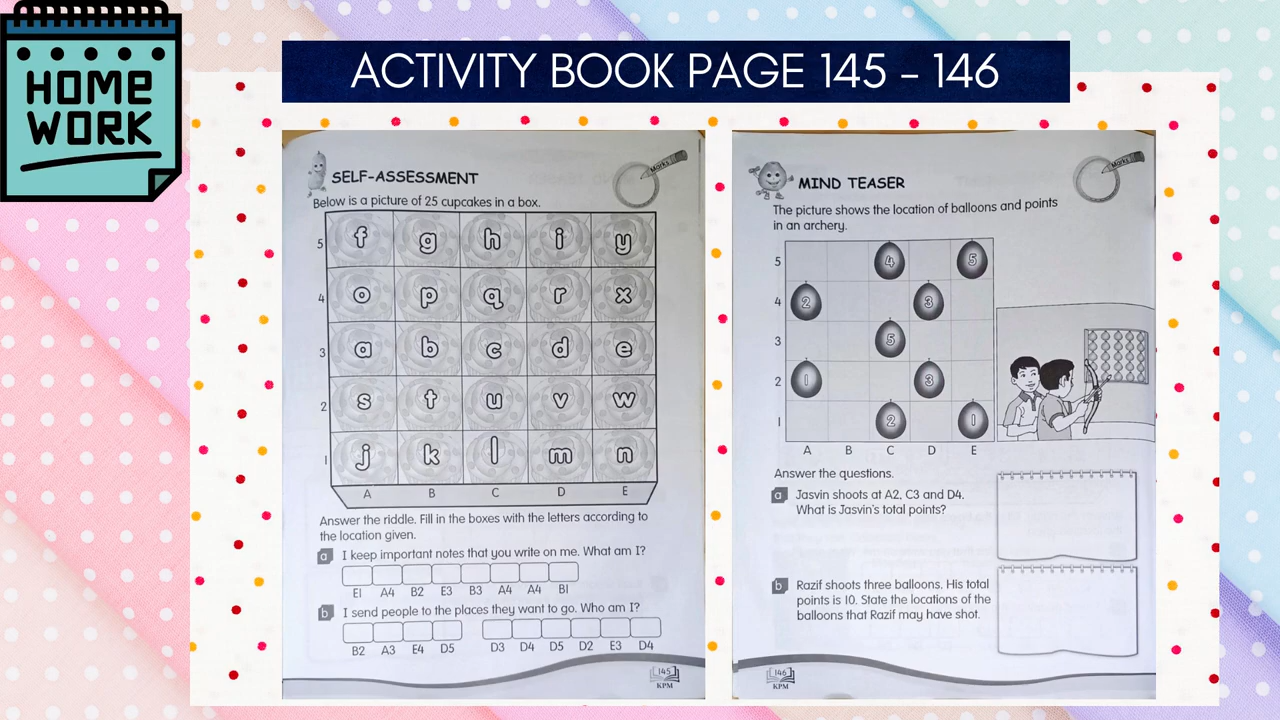 HOME
WORK
ACTIVITY BOOK PAGE 145 – 146
SELF-ASSESSMENT
Marks
Below is a picture of 25 cupcakes in a box.
5 f g h i y
4 o p q r x
3 a b c d e
2 s t u v w
1 j k l m n
A B C D E
Answer the riddle. Fill in the boxes with the letters according to
the location given.
a I keep important notes that you write on me. What am I?
E1 A4 B2 E3 B3 A4 A4 B1
b I send people to the places they want to go. Who am I?
B2 A3 E4 D5 D3 D4 D5 D2 E3 D4
145
KPM
MIND TEASER
Marks
The picture shows the location of balloons and points
in an archery.
5 4 5
4 2 3
3 5
2 1 3
1 2 1
A B C D E
Answer the questions.
a Jasvin shoots at A2, C3 and D4.
What is Jasvin's total points?
b Razif shoots three balloons. His total
points is 10. State the locations of the
balloons that Razif may have shot.
146
KPM